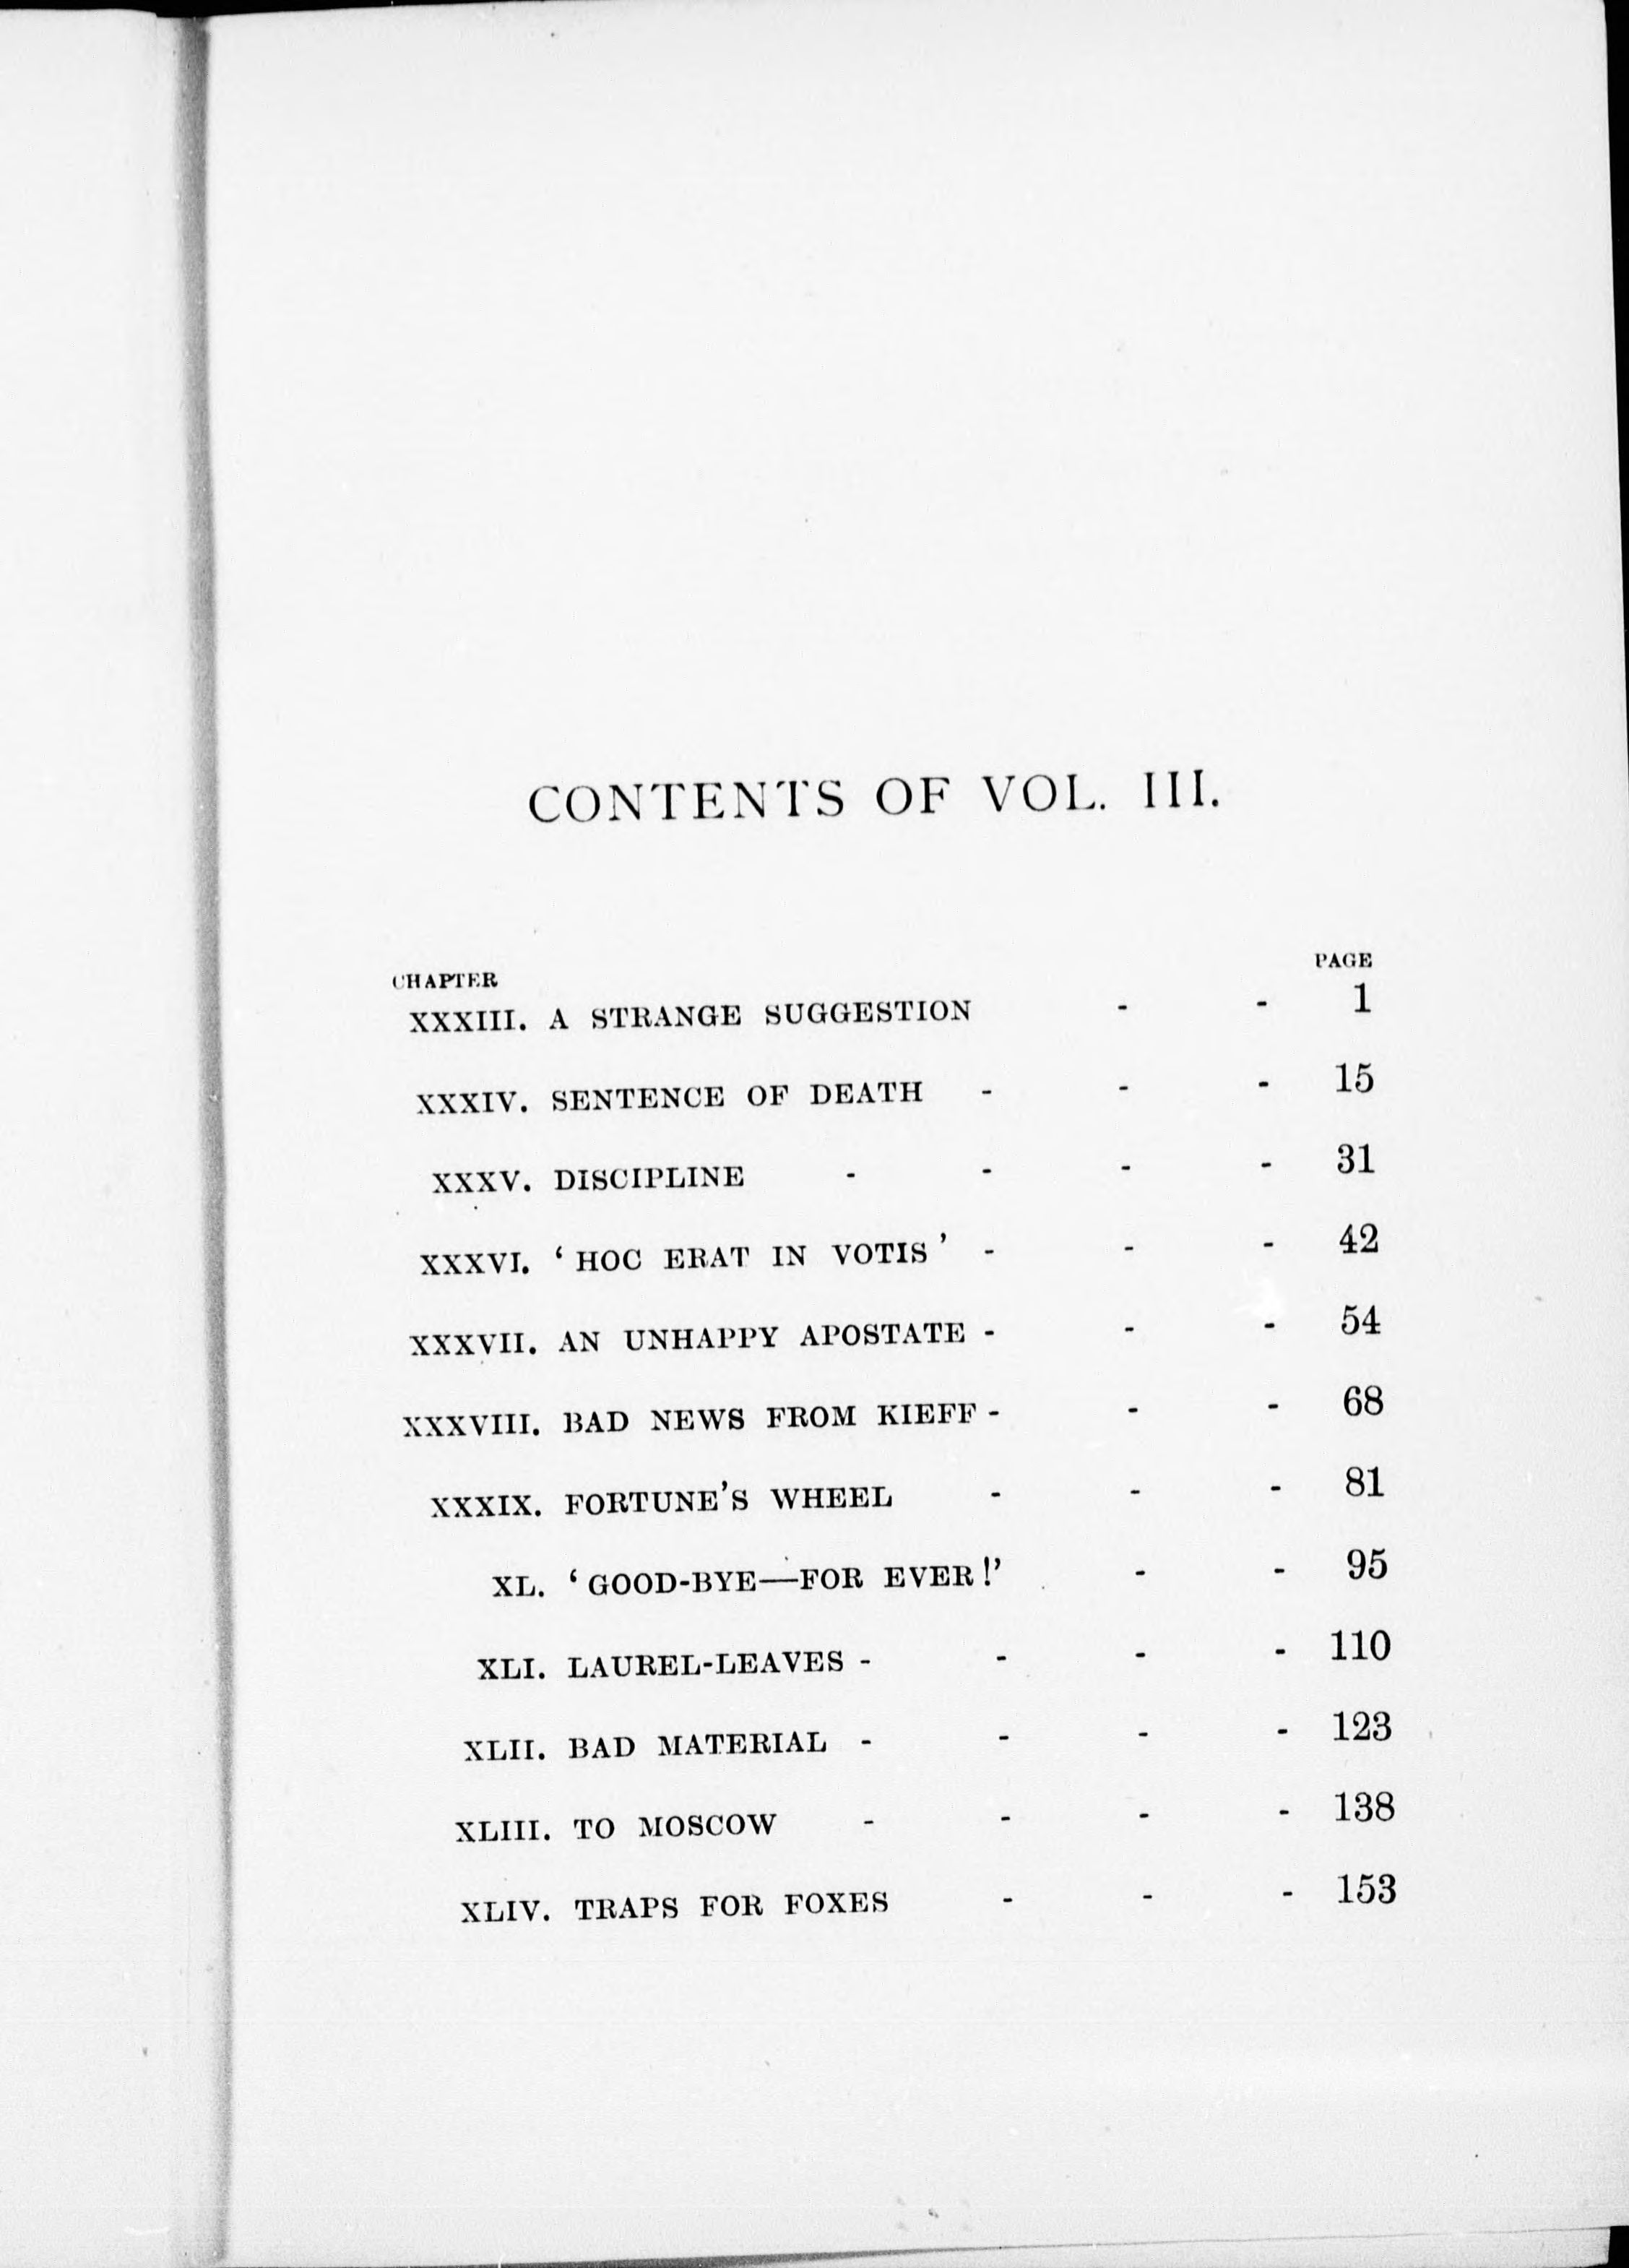 CONTENTS OF VOL. III.
CHAPTER PAGE
XXXIII. A STRANGE SUGGESTION - - 1
XXXIV. SENTENCE OF DEATH - - - 15
XXXV. DISCIPLINE - - - - 31
XXXVI. ‘HOC ERAT IN VOTIS’ - - - 42
XXXVII. AN UNHAPPY APOSTATE - - - 54
XXXVIII. BAD NEWS FROM KIEFF - - - 68
XXXIX. FORTUNE'S WHEEL - - - 81
XL. ‘GOOD-BYE—FOR EVER!’ - - 95
XLI. LAUREL-LEAVES - - - - 110
XLII. BAD MATERIAL - - - - 123
XLIII. TO MOSCOW - - - - 138
XLIV. TRAPS FOR FOXES - - - 153